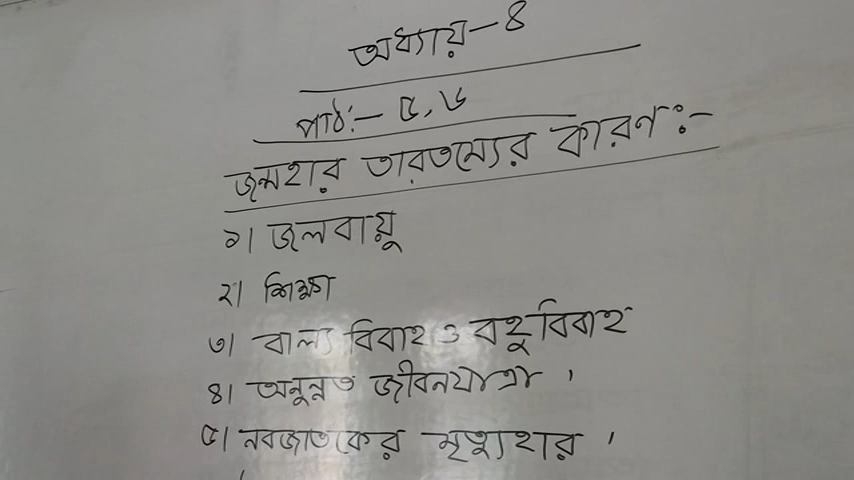 অধ্যায়-৪
পাঠ:- ৫,৬
জন্মহার তারতম্যের কারণ:-
১। জলবায়ু
২। শিক্ষা
৩। বাল্য বিবাহ ও বহু বিবাহ
৪। অনুন্নত জীবনযাত্রা।
৫। নবজাতকের মৃত্যুহার।